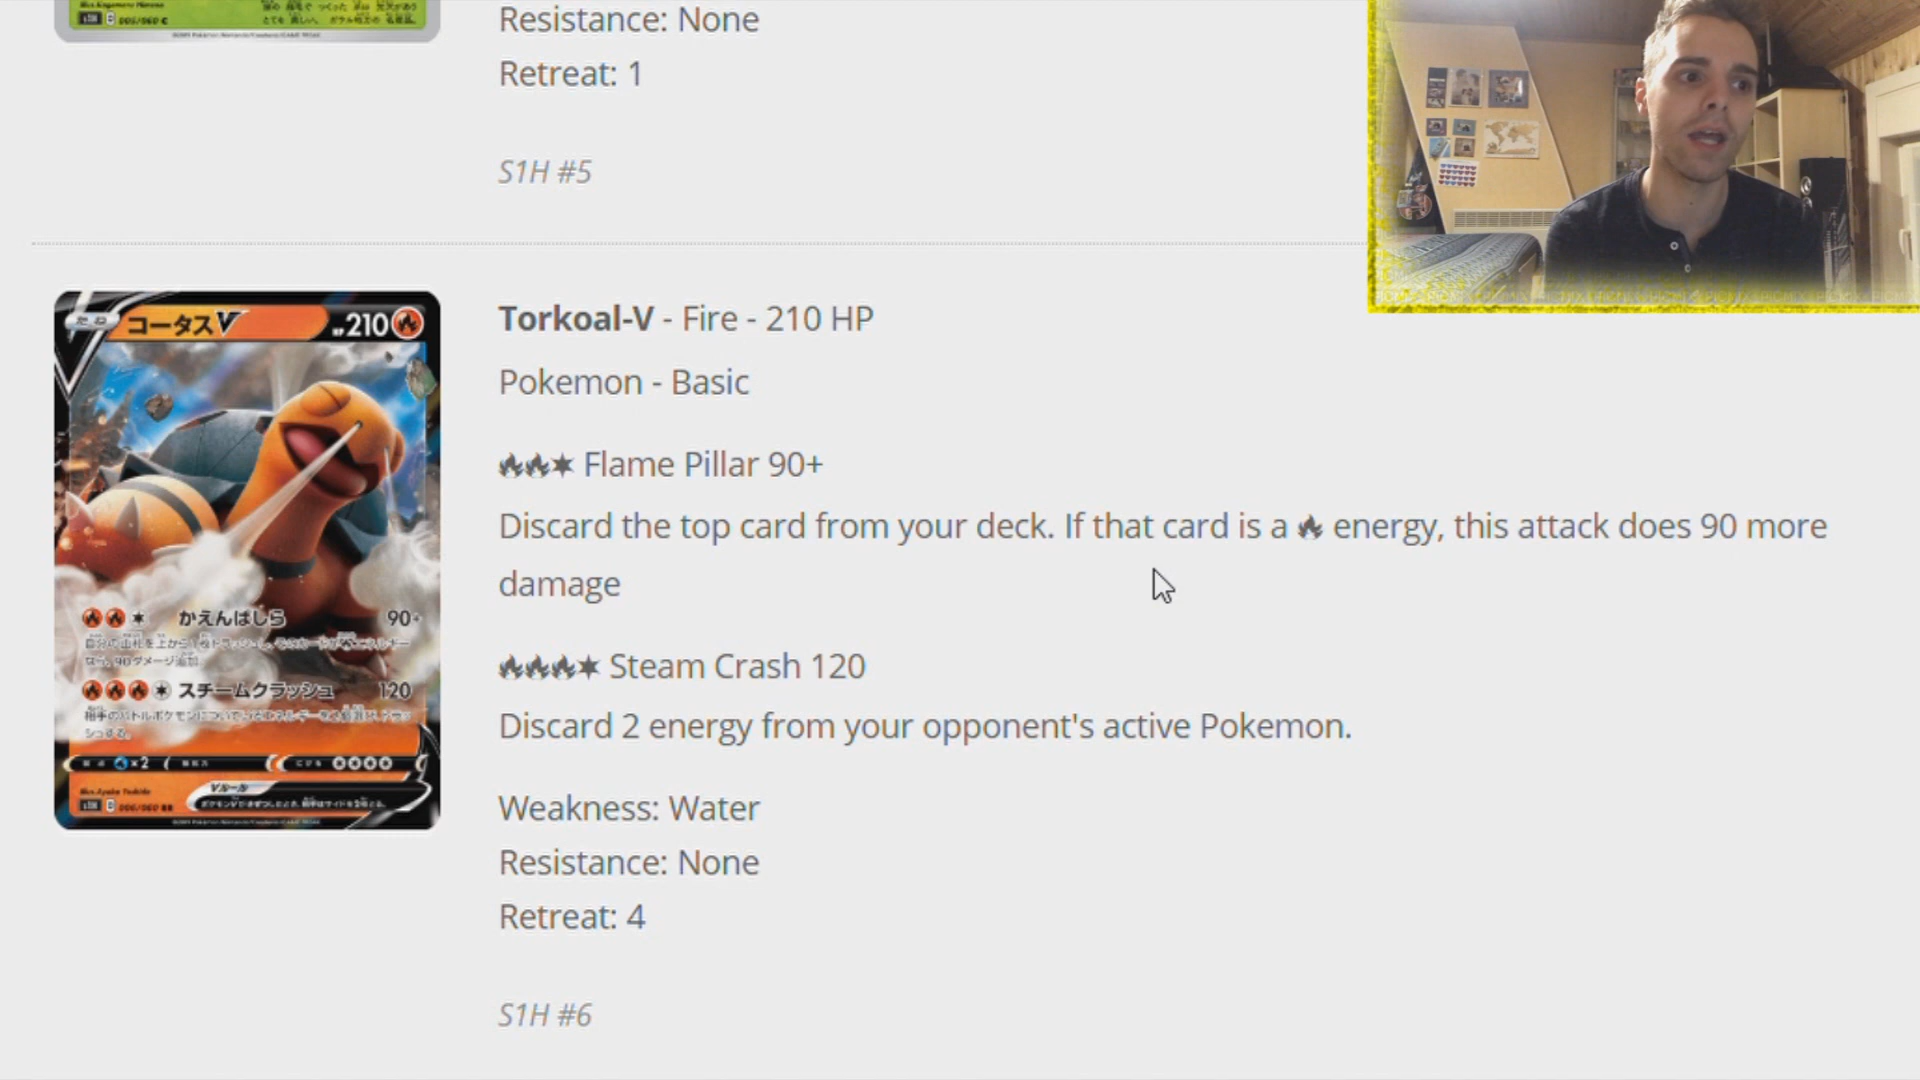 Resistance: None
Retreat: 1
S1H #5
コータスV
HP 210
Torkoal-V - Fire - 210 HP
Pokemon - Basic
Flame Pillar 90+
Discard the top card from your deck. If that card is a energy, this attack does 90 more
damage
かえんばしら 90+
Steam Crash 120
スチームクラッシュ 120
Discard 2 energy from your opponent's active Pokemon.
×2
Weakness: Water
Resistance: None
Retreat: 4
S1H #6